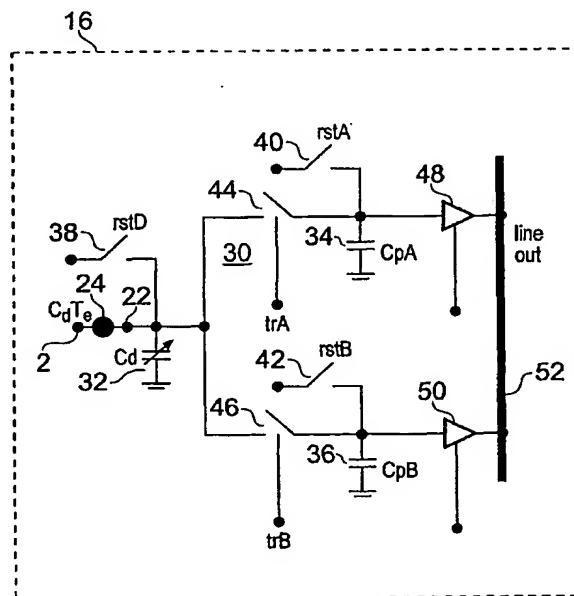 16
40 rstA
44
48
rstD
38
34
CpA
line
out
30
24
22
CdTe
2
Cd
32
trA
42 rstB
52
46
50
36
CpB
trB